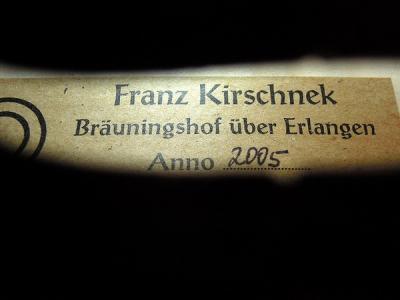 Franz Kirschnek
Bräuningshof über Erlangen
Anno 2005